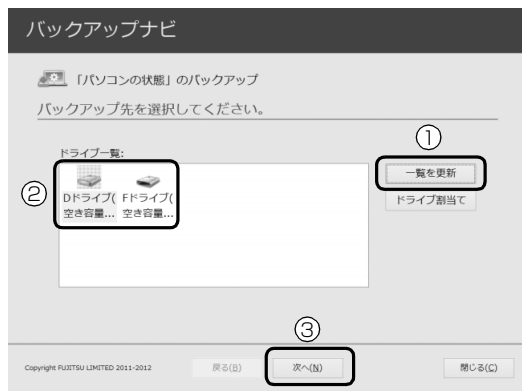 バックアップナビ
「パソコンの状態」のバックアップ
バックアップ先を選択してください。
①
ドライブ一覧:
一覧を更新
②
Dドライブ( Fドライブ(
空き容量... 空き容量...
ドライブ割当て
③
Copyright FUJITSU LIMITED 2011-2012 戻る(B) 次へ(N) 閉じる(C)